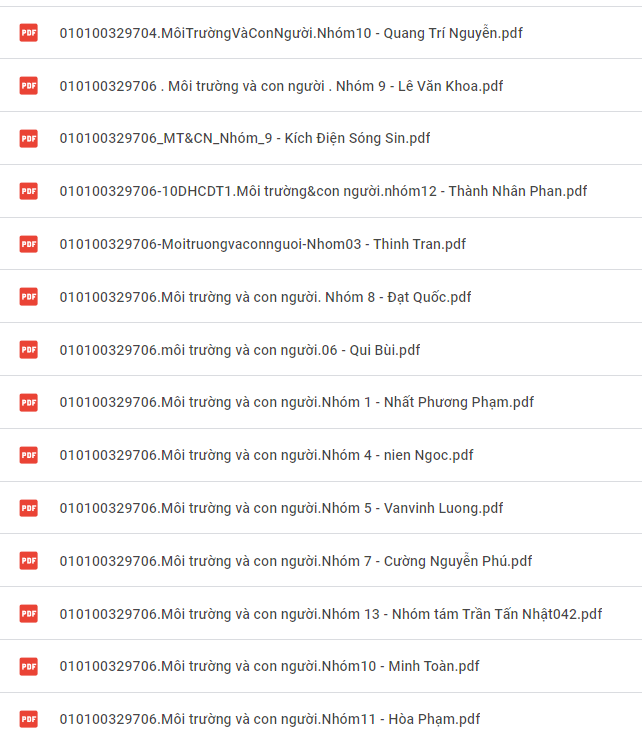 PDF 010100329704.MôiTrườngVàConNgười.Nhóm10 - Quang Trí Nguyễn.pdf
PDF 010100329706 . Môi trường và con người . Nhóm 9 - Lê Văn Khoa.pdf
PDF 010100329706_MT&CN_Nhóm_9 - Kích Điện Sóng Sin.pdf
PDF 010100329706-10DHCDT1.Môi trường&con người.nhóm12 - Thành Nhân Phan.pdf
PDF 010100329706-Moitruongvaconnguoi-Nhom03 - Thinh Tran.pdf
PDF 010100329706.Môi trường và con người. Nhóm 8 - Đạt Quốc.pdf
PDF 010100329706.môi trường và con người.06 - Qui Bùi.pdf
PDF 010100329706.Môi trường và con người.Nhóm 1 - Nhất Phương Phạm.pdf
PDF 010100329706.Môi trường và con người.Nhóm 4 - nien Ngoc.pdf
PDF 010100329706.Môi trường và con người.Nhóm 5 - Vanvinh Luong.pdf
PDF 010100329706.Môi trường và con người.Nhóm 7 - Cường Nguyễn Phú.pdf
PDF 010100329706.Môi trường và con người.Nhóm 13 - Nhóm tám Trần Tấn Nhật042.pdf
PDF 010100329706.Môi trường và con người.Nhóm10 - Minh Toàn.pdf
PDF 010100329706.Môi trường và con người.Nhóm11 - Hòa Phạm.pdf